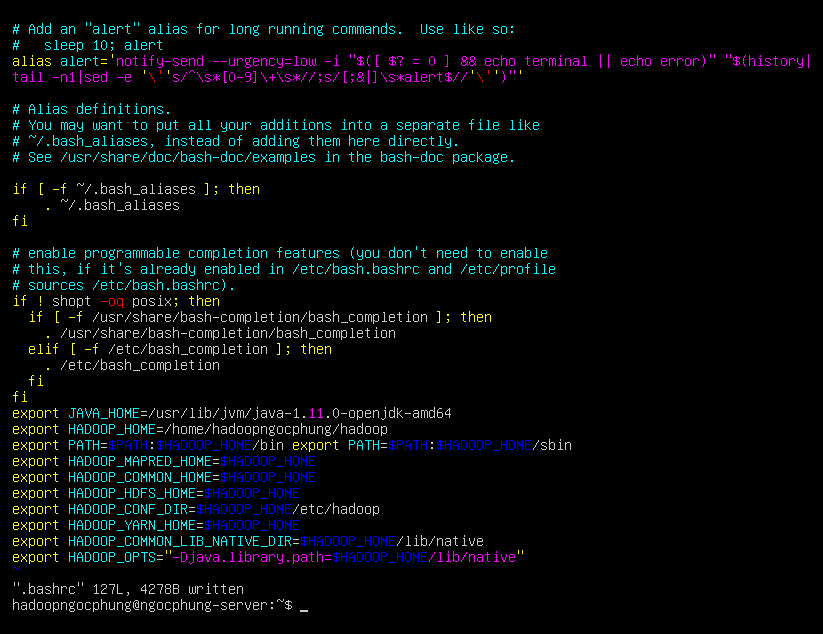 # Add an "alert" alias for long running commands.  Use like so:
#   sleep 10; alert
alias alert='notify-send --urgency=low -i "$([ $? = 0 ] && echo terminal || echo error)" "$(history|
tail -n1|sed -e '\''s/^\s*[0-9]\+\s*//;s/[;&|]\s*alert$//'\'')"'
# Alias definitions.
# You may want to put all your additions into a separate file like
# ~/.bash_aliases, instead of adding them here directly.
# See /usr/share/doc/bash-doc/examples in the bash-doc package.
if [ -f ~/.bash_aliases ]; then
    . ~/.bash_aliases
fi
# enable programmable completion features (you don't need to enable
# this, if it's already enabled in /etc/bash.bashrc and /etc/profile
# sources /etc/bash.bashrc).
if ! shopt -oq posix; then
  if [ -f /usr/share/bash-completion/bash_completion ]; then
    . /usr/share/bash-completion/bash_completion
  elif [ -f /etc/bash_completion ]; then
    . /etc/bash_completion
  fi
fi
export JAVA_HOME=/usr/lib/jvm/java-1.11.0-openjdk-amd64
export HADOOP_HOME=/home/hadoopngocphung/hadoop
export PATH=$PATH:$HADOOP_HOME/bin export PATH=$PATH:$HADOOP_HOME/sbin
export HADOOP_MAPRED_HOME=$HADOOP_HOME
export HADOOP_COMMON_HOME=$HADOOP_HOME
export HADOOP_HDFS_HOME=$HADOOP_HOME
export HADOOP_CONF_DIR=$HADOOP_HOME/etc/hadoop
export HADOOP_YARN_HOME=$HADOOP_HOME
export HADOOP_COMMON_LIB_NATIVE_DIR=$HADOOP_HOME/lib/native
export HADOOP_OPTS="-Djava.library.path=$HADOOP_HOME/lib/native"
~
".bashrc" 127L, 4278B written
hadoopngocphung@ngocphung-server:~$ _